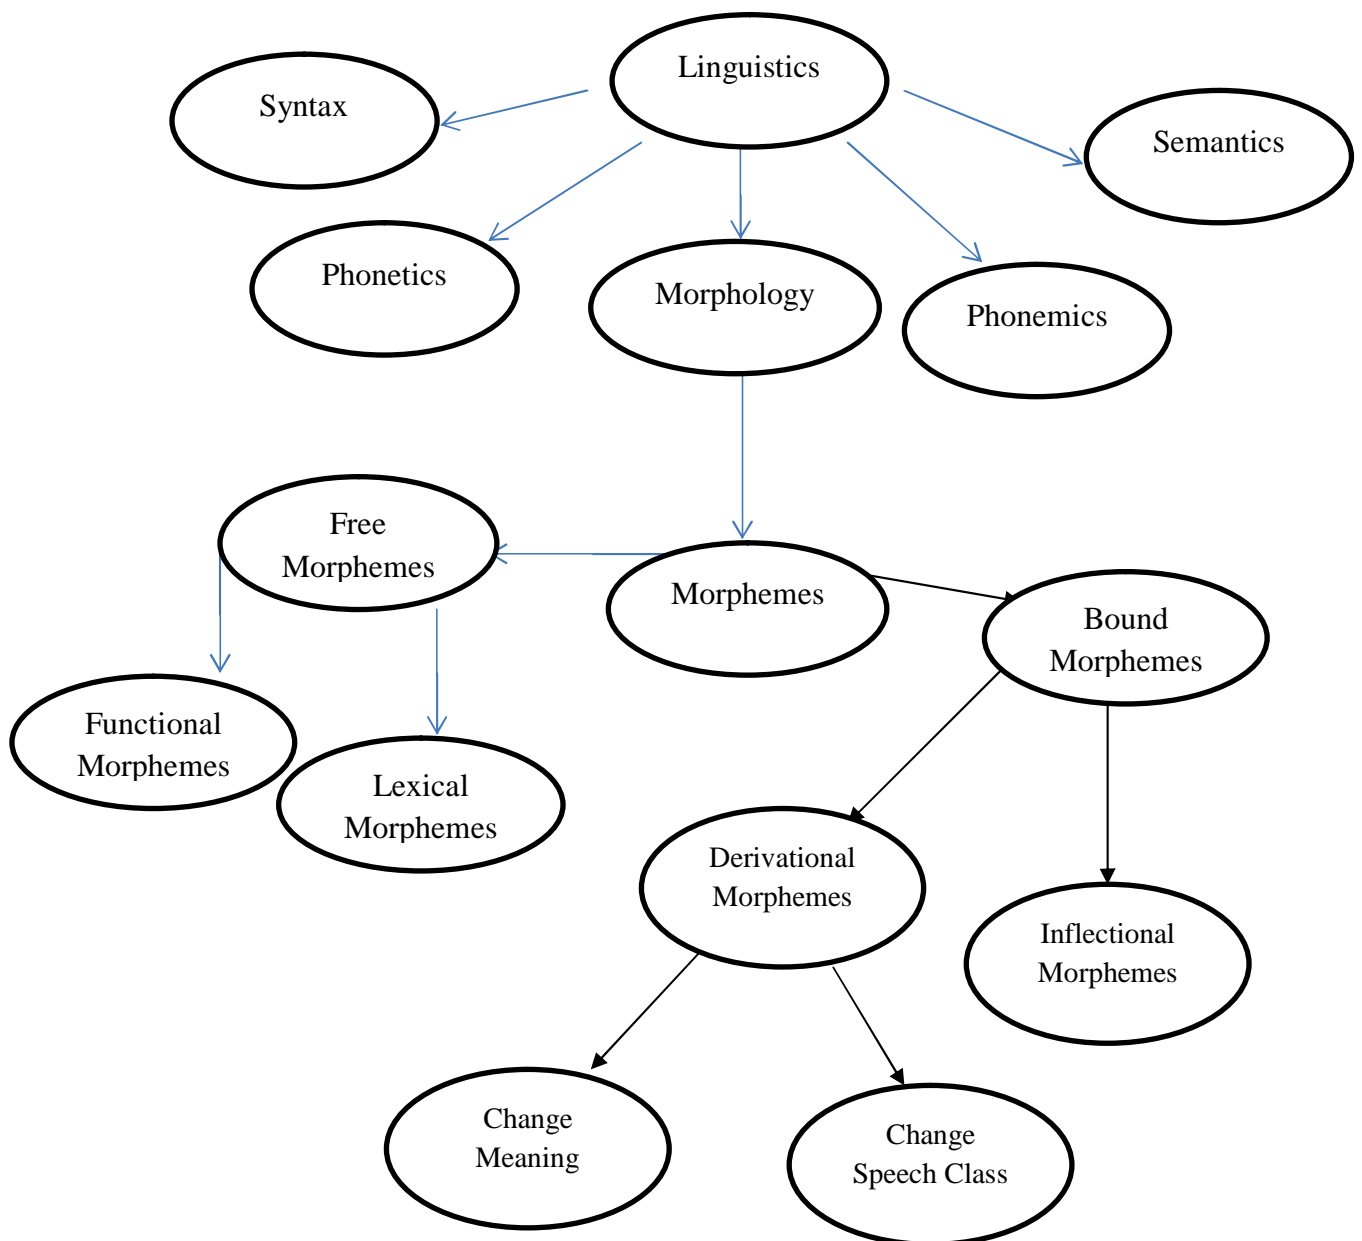 Linguistics
Syntax
Semantics
Phonetics
Morphology
Phonemics
Free
Morphemes
Morphemes
Bound
Morphemes
Functional
Morphemes
Lexical
Morphemes
Derivational
Morphemes
Inflectional
Morphemes
Change
Meaning
Change
Speech Class